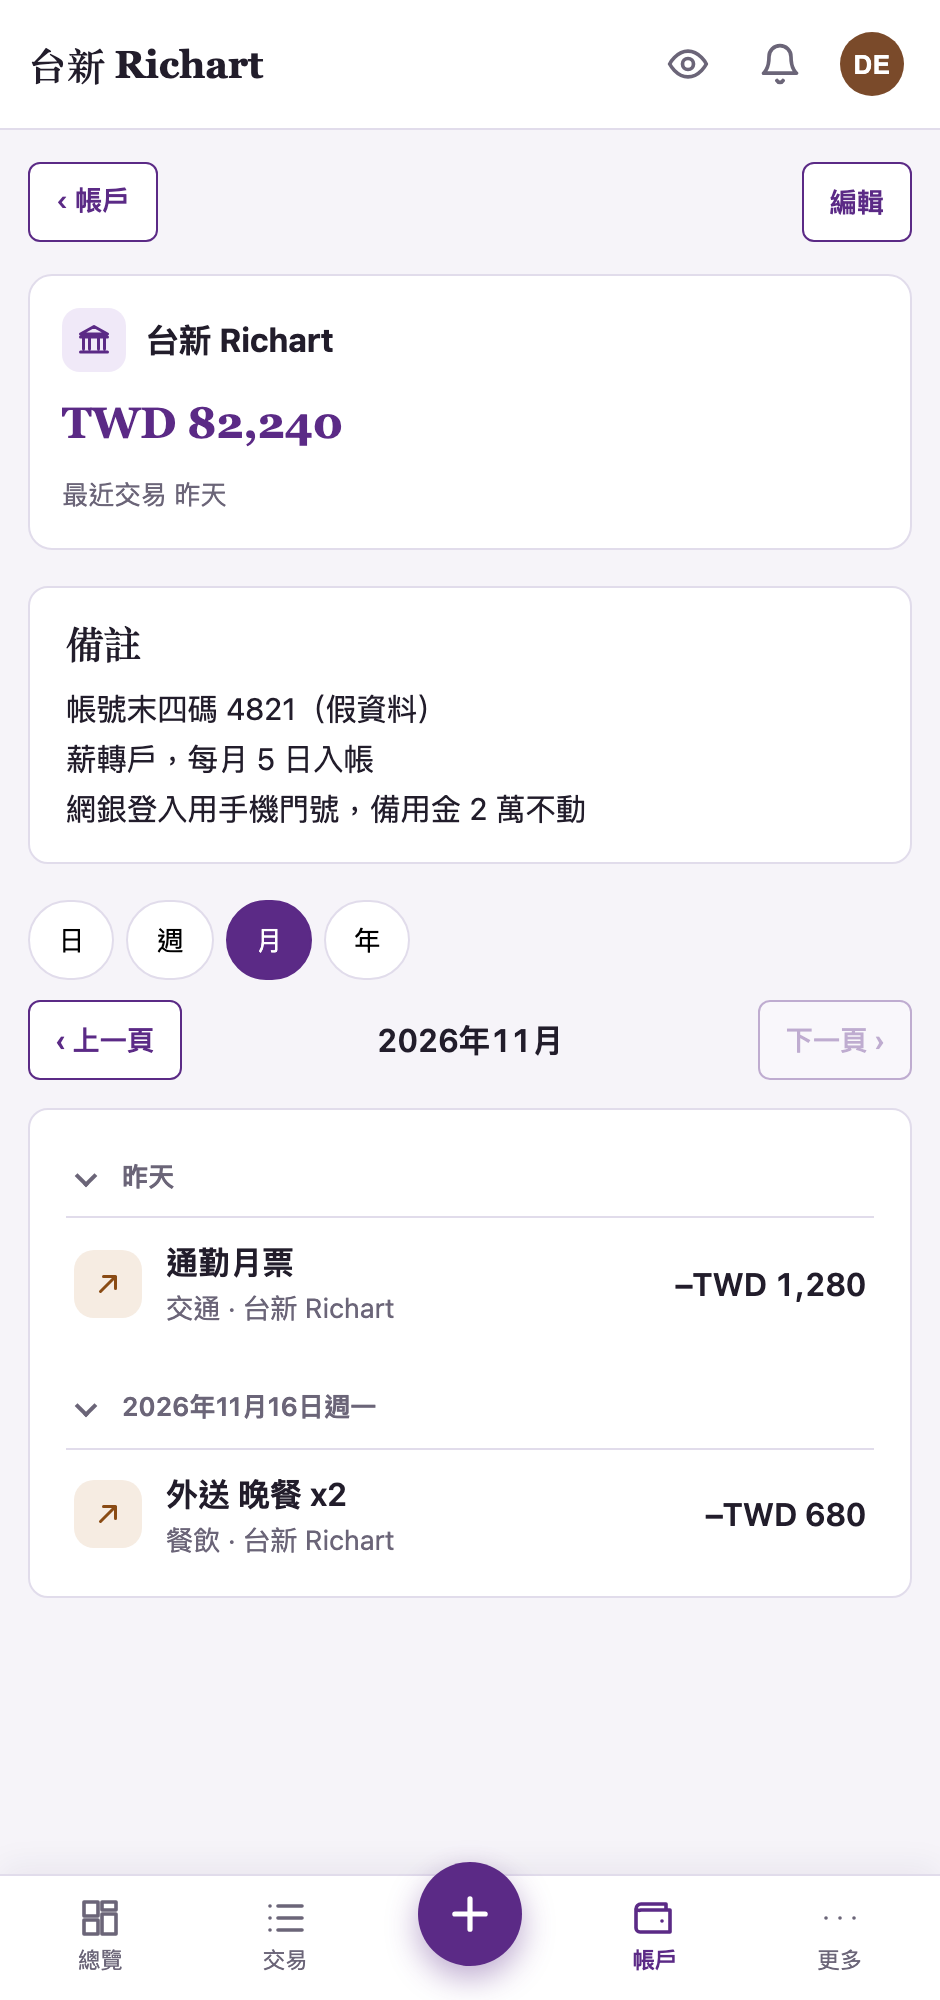 台新 Richart
DE
‹ 帳戶
編輯
台新 Richart
TWD 82,240
最近交易 昨天
備註
帳號末四碼 4821（假資料）
薪轉戶，每月 5 日入帳
網銀登入用手機門號，備用金 2 萬不動
日 週 月 年
‹ 上一頁
2026年11月
下一頁 ›
昨天
通勤月票
–TWD 1,280
交通 · 台新 Richart
2026年11月16日週一
外送 晚餐 x2
–TWD 680
餐飲 · 台新 Richart
總覽
交易
帳戶
更多